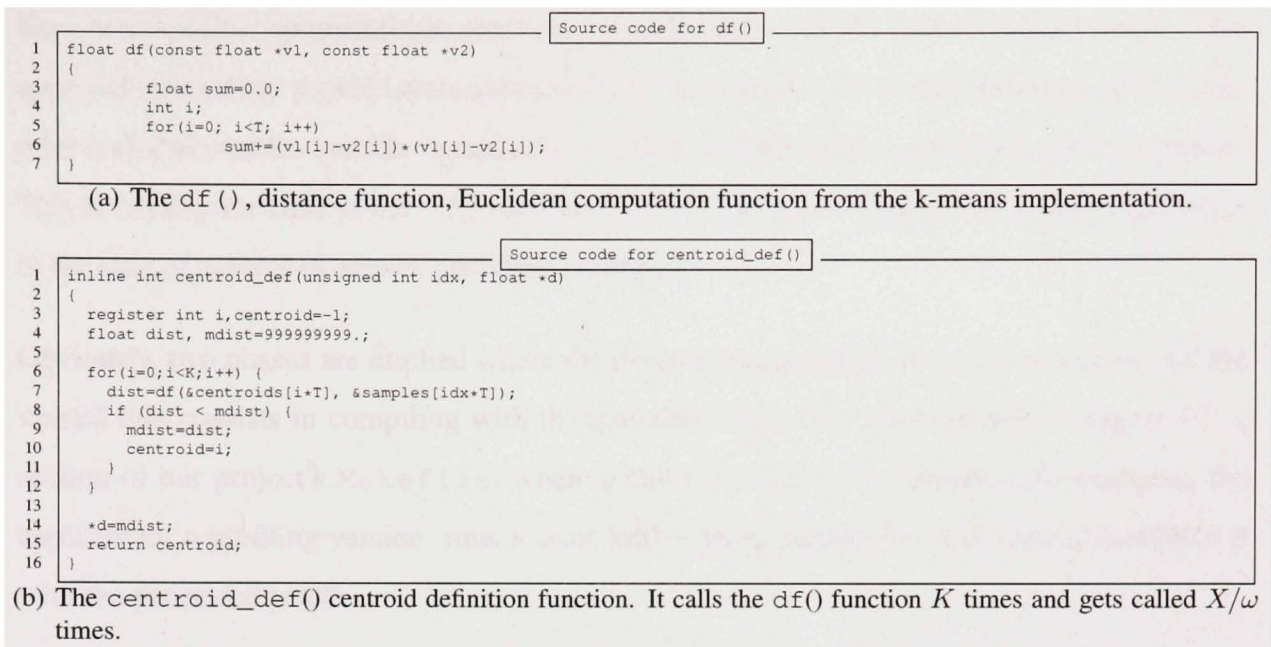 Source code for df()
1 float df(const float *v1, const float *v2)
2 {
3 float sum=0.0;
4 int i;
5 for(i=0; i<T; i++)
6 sum+=(v1[i]-v2[i])*(v1[i]-v2[i]);
7 }
(a) The df (), distance function, Euclidean computation function from the k-means implementation.
Source code for centroid_def()
1 inline int centroid_def(unsigned int idx, float *d)
2 {
3 register int i,centroid=-1;
4 float dist, mdist=999999999.;
5
6 for(i=0;i<K;i++) {
7 dist=df(&centroids[i*T], &samples[idx*T]);
8 if (dist < mdist) {
9 mdist=dist;
10 centroid=i;
11 }
12 }
13
14 *d=mdist;
15 return centroid;
16 }
(b) The centroid_def() centroid definition function. It calls the df() function K times and gets called X/ω
times.